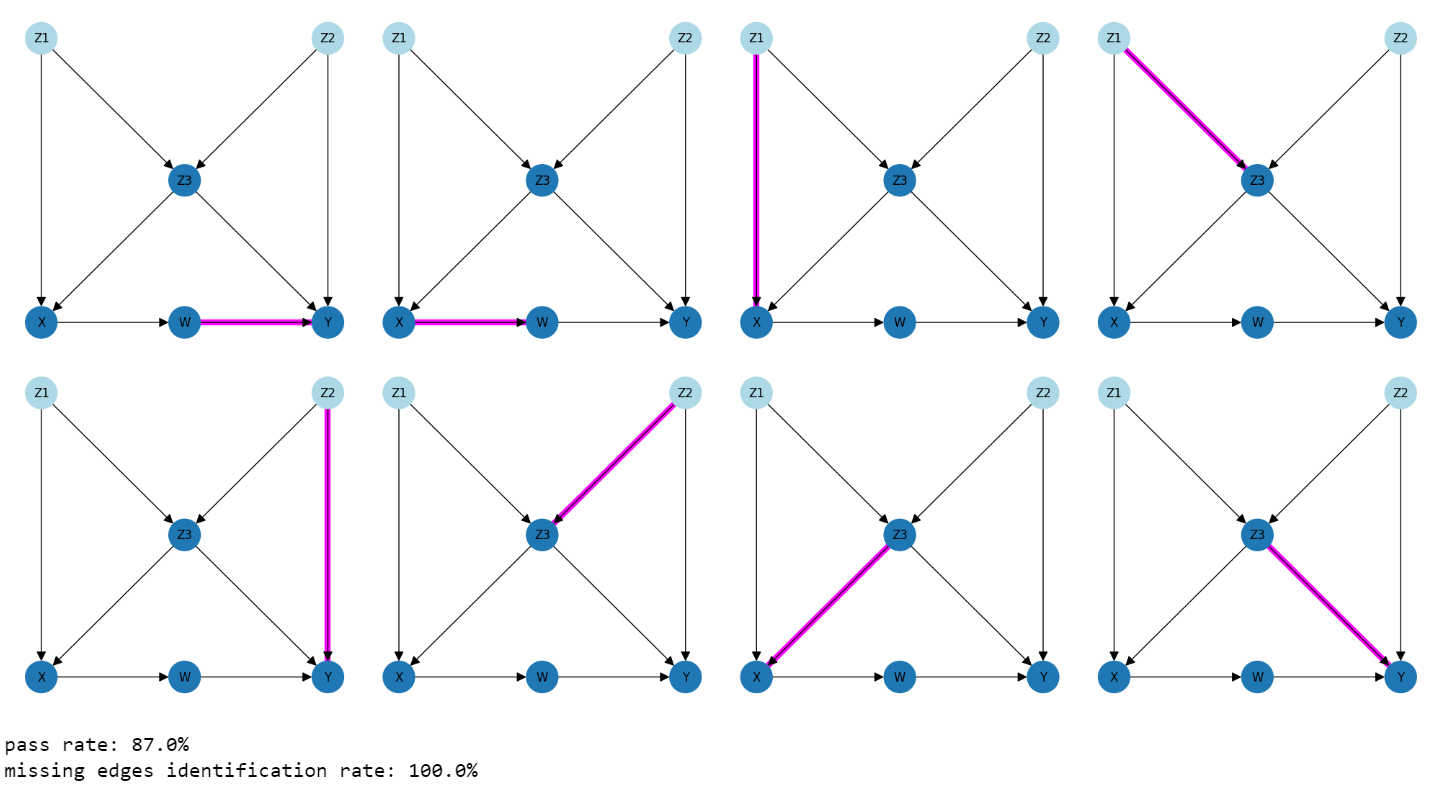 Z1 Z2 Z1 Z2 Z1 Z2 Z1 Z2
Z3 Z3 Z3 Z3
X W Y X W Y X W Y X W Y
Z1 Z2 Z1 Z2 Z1 Z2 Z1 Z2
Z3 Z3 Z3 Z3
X W Y X W Y X W Y X W Y
pass rate: 87.0%
missing edges identification rate: 100.0%